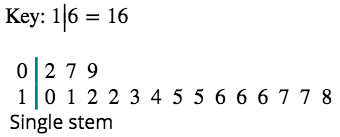 Key: 1|6 = 16
0 | 2 7 9
1 | 0 1 2 2 3 4 5 5 6 6 6 7 7 8
Single stem